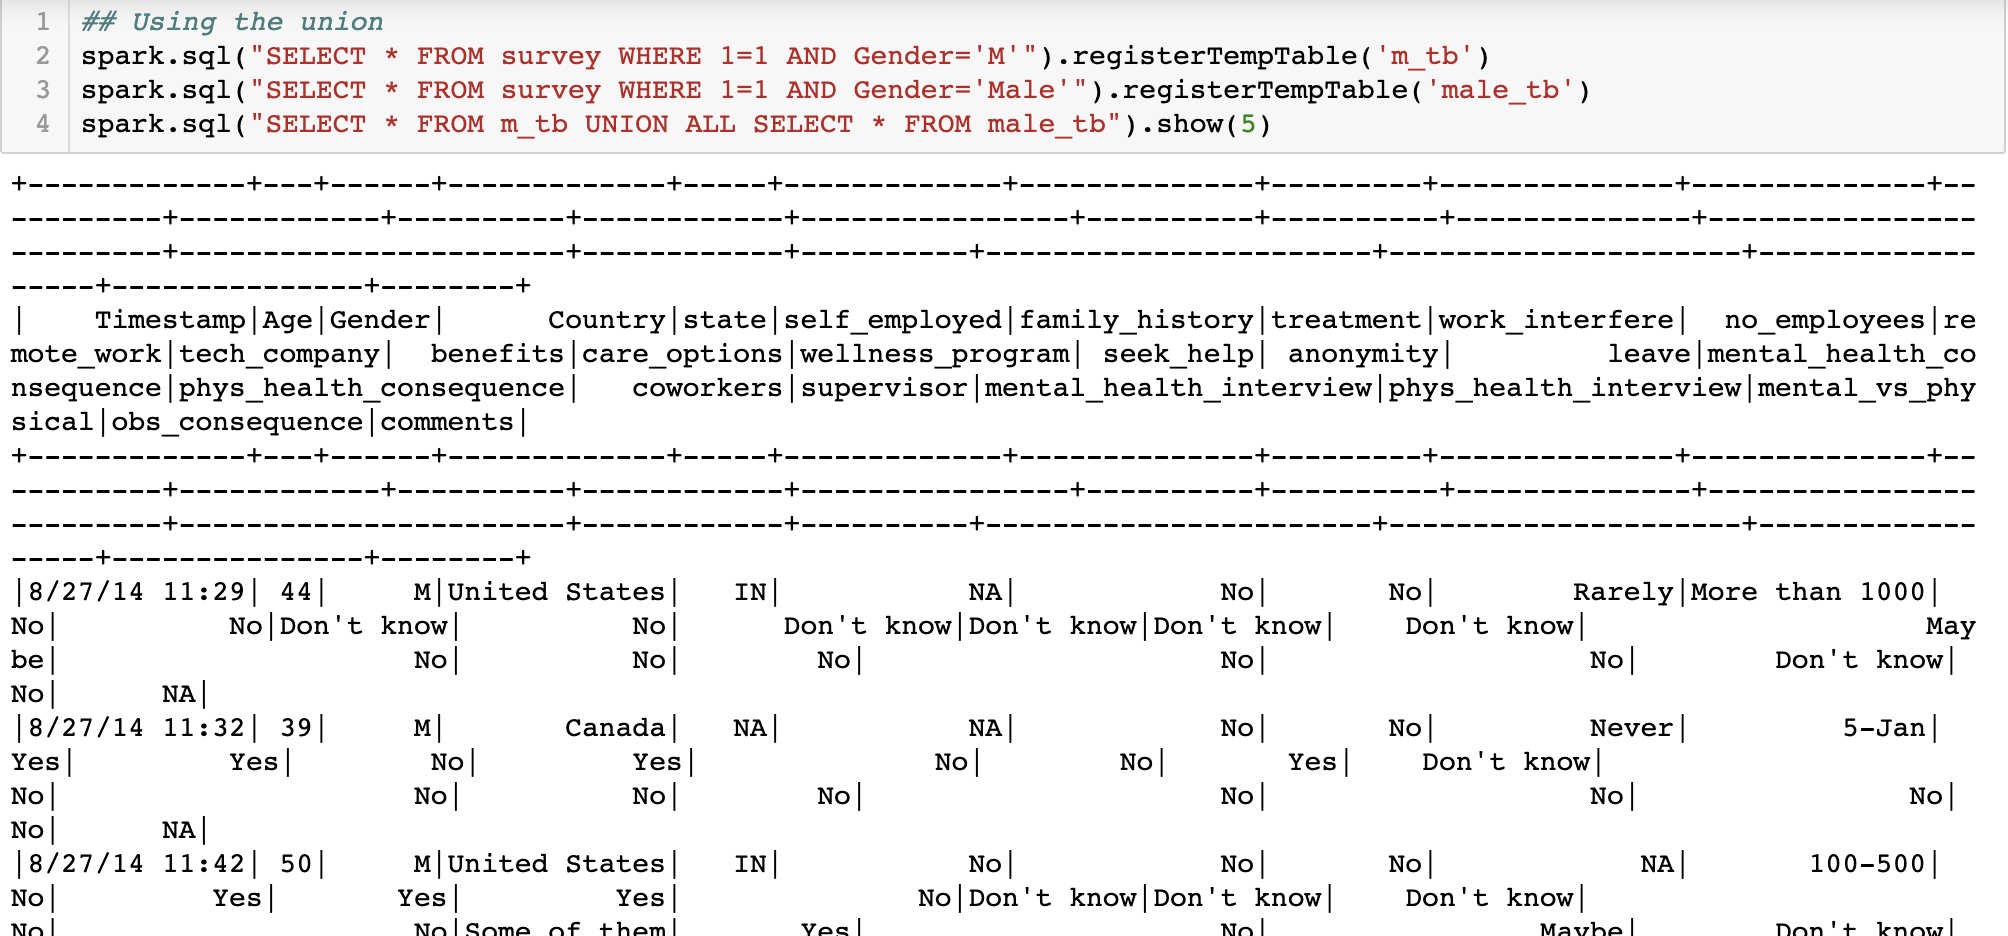 1 ## Using the union
2 spark.sql("SELECT * FROM survey WHERE 1=1 AND Gender='M'").registerTempTable('m_tb')
3 spark.sql("SELECT * FROM survey WHERE 1=1 AND Gender='Male'").registerTempTable('male_tb')
4 spark.sql("SELECT * FROM m_tb UNION ALL SELECT * FROM male_tb").show(5)
+-------------+---+------+-------------+-----+-------------+--------------+---------+--------------+--------------+--
---------+------------+----------+------------+----------------+----------+----------+--------------+----------------
---------+-----------------------+------------+----------+-----------------------+---------------------+-------------
-----+---------------+--------+
|    Timestamp|Age|Gender|      Country|state|self_employed|family_history|treatment|work_interfere|  no_employees|re
mote_work|tech_company|  benefits|care_options|wellness_program| seek_help| anonymity|         leave|mental_health_co
nsequence|phys_health_consequence|   coworkers|supervisor|mental_health_interview|phys_health_interview|mental_vs_phy
sical|obs_consequence|comments|
+-------------+---+------+-------------+-----+-------------+--------------+---------+--------------+--------------+--
---------+------------+----------+------------+----------------+----------+----------+--------------+----------------
---------+-----------------------+------------+----------+-----------------------+---------------------+-------------
-----+---------------+--------+
|8/27/14 11:29| 44|     M|United States|   IN|           NA|            No|       No|        Rarely|More than 1000|
No|          No|Don't know|          No|      Don't know|Don't know|Don't know|    Don't know|                    May
be|                     No|          No|        No|                     No|                   No|        Don't know|
No|      NA|
|8/27/14 11:32| 39|     M|       Canada|   NA|           NA|            No|       No|         Never|         5-Jan|
Yes|         Yes|        No|         Yes|              No|        No|       Yes|    Don't know|
No|                     No|          No|        No|                     No|                   No|                No|
No|      NA|
|8/27/14 11:42| 50|     M|United States|   IN|           No|            No|       No|            NA|       100-500|
No|         Yes|       Yes|         Yes|              No|Don't know|Don't know|    Don't know|
No|                     No|Some of them|       Yes|                     No|                Maybe|        Don't know|